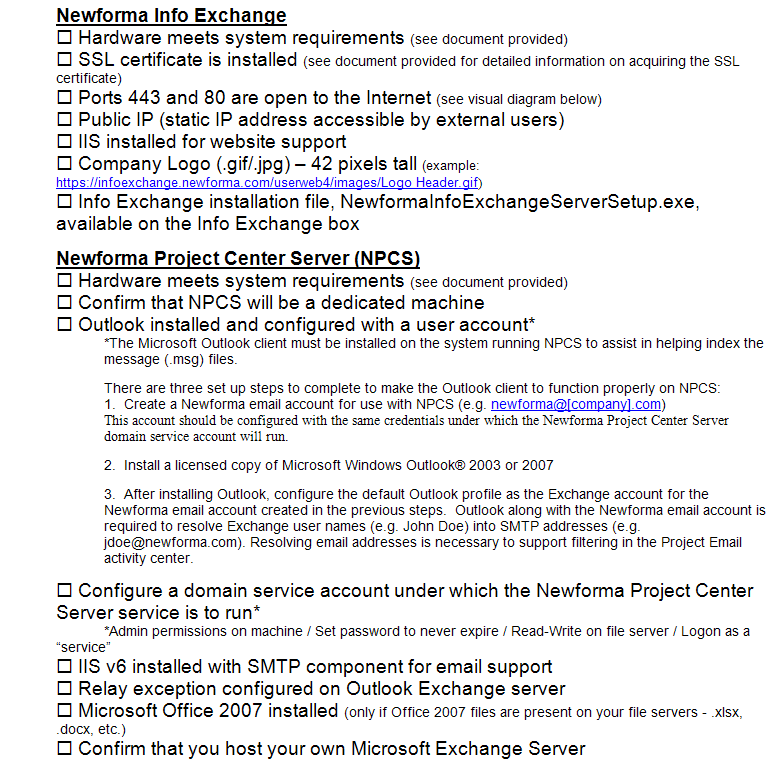 Newforma Info Exchange
☐ Hardware meets system requirements (see document provided)
☐ SSL certificate is installed (see document provided for detailed information on acquiring the SSL
certificate)
☐ Ports 443 and 80 are open to the Internet (see visual diagram below)
☐ Public IP (static IP address accessible by external users)
☐ IIS installed for website support
☐ Company Logo (.gif/.jpg) – 42 pixels tall (example:
https://infoexchange.newforma.com/userweb4/images/Logo Header.gif)
☐ Info Exchange installation file, NewformaInfoExchangeServerSetup.exe,
available on the Info Exchange box
Newforma Project Center Server (NPCS)
☐ Hardware meets system requirements (see document provided)
☐ Confirm that NPCS will be a dedicated machine
☐ Outlook installed and configured with a user account*
*The Microsoft Outlook client must be installed on the system running NPCS to assist in helping index the
message (.msg) files.
There are three set up steps to complete to make the Outlook client to function properly on NPCS:
1. Create a Newforma email account for use with NPCS (e.g. newforma@[company].com)
This account should be configured with the same credentials under which the Newforma Project Center Server
domain service account will run.
2. Install a licensed copy of Microsoft Windows Outlook® 2003 or 2007
3. After installing Outlook, configure the default Outlook profile as the Exchange account for the
Newforma email account created in the previous steps. Outlook along with the Newforma email account is
required to resolve Exchange user names (e.g. John Doe) into SMTP addresses (e.g.
jdoe@newforma.com). Resolving email addresses is necessary to support filtering in the Project Email
activity center.
☐ Configure a domain service account under which the Newforma Project Center
Server service is to run*
*Admin permissions on machine / Set password to never expire / Read-Write on file server / Logon as a
“service”
☐ IIS v6 installed with SMTP component for email support
☐ Relay exception configured on Outlook Exchange server
☐ Microsoft Office 2007 installed (only if Office 2007 files are present on your file servers - .xlsx,
.docx, etc.)
☐ Confirm that you host your own Microsoft Exchange Server